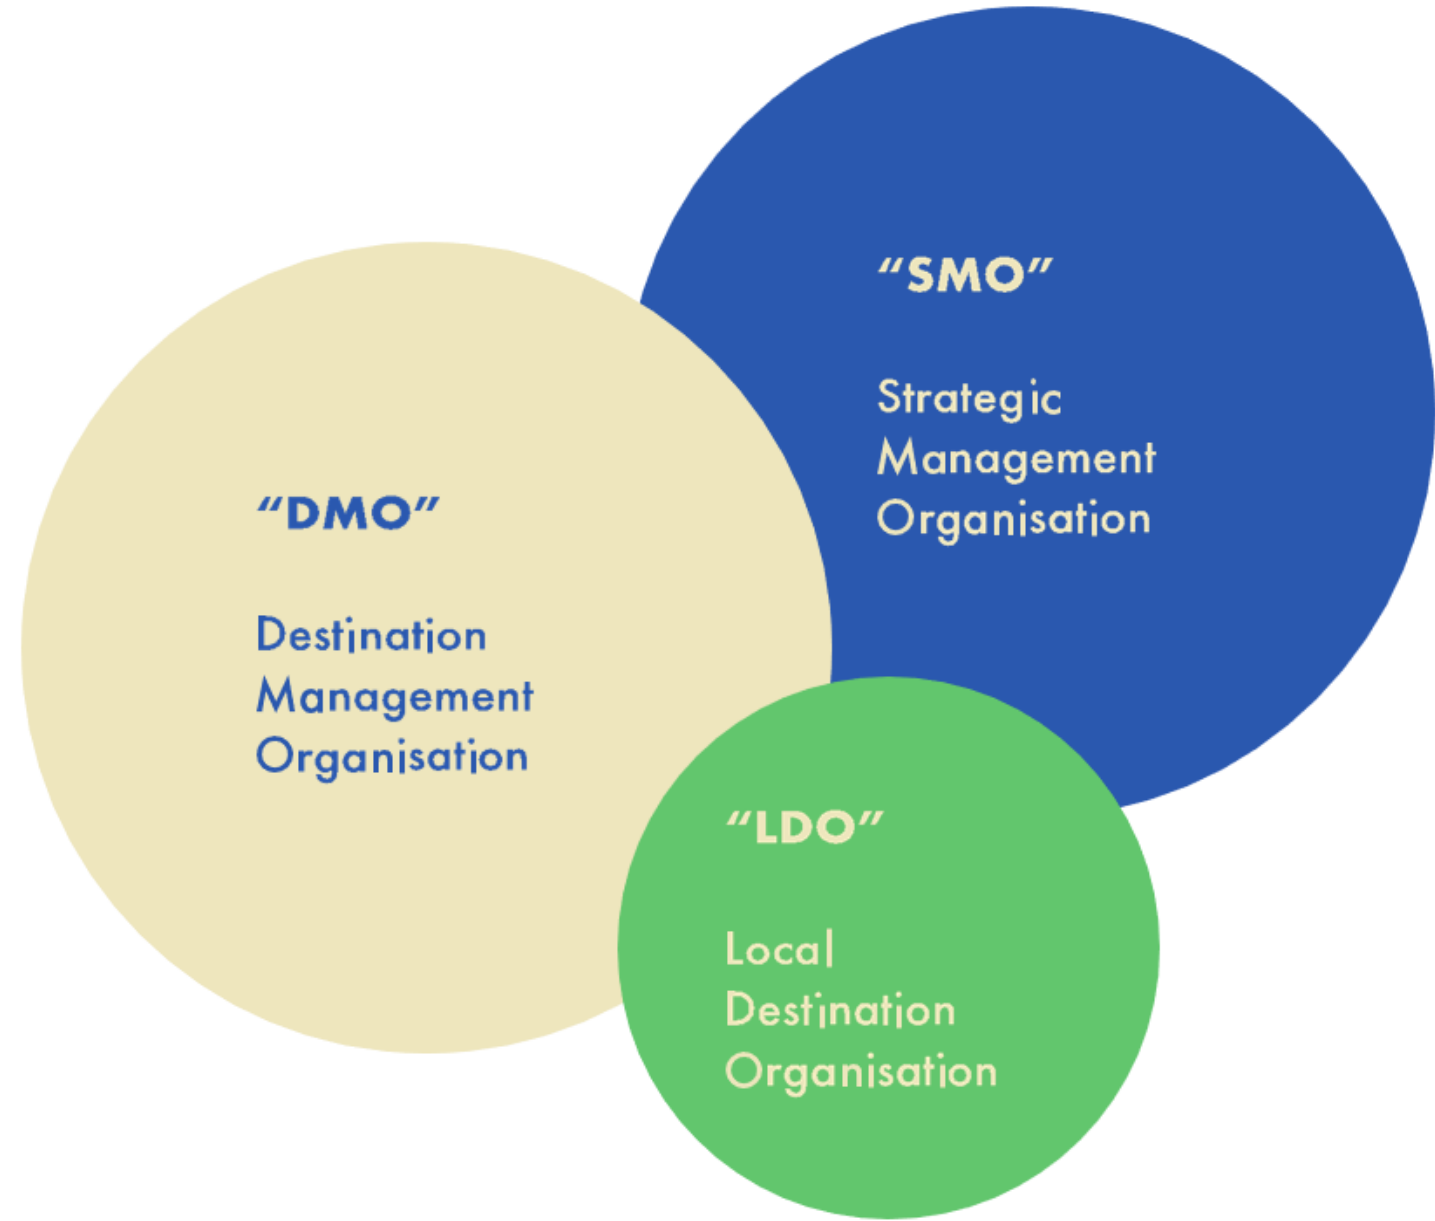 “SMO”
Strategic
Management
Organisation
“DMO”
Destination
Management
Organisation
“LDO”
Local
Destination
Organisation